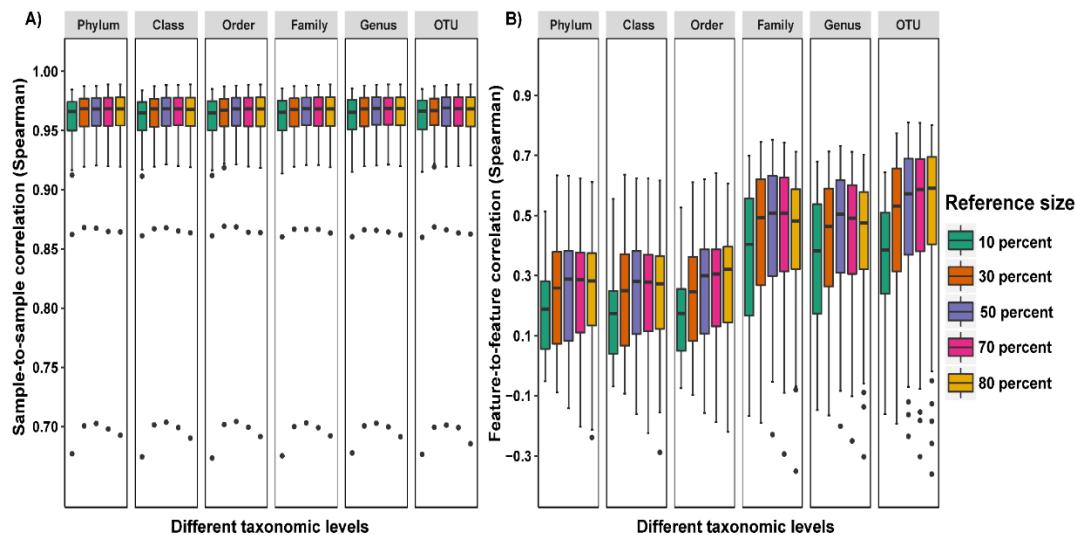 A)
Phylum Class Order Family Genus OTU
Sample-to-sample correlation (Spearman)
1.00
0.95
0.90
0.85
0.80
0.75
0.70
Different taxonomic levels
B)
Phylum Class Order Family Genus OTU
Feature-to-feature correlation (Spearman)
0.9
0.7
0.5
0.3
0.1
−0.1
−0.3
Different taxonomic levels
Reference size
10 percent
30 percent
50 percent
70 percent
80 percent